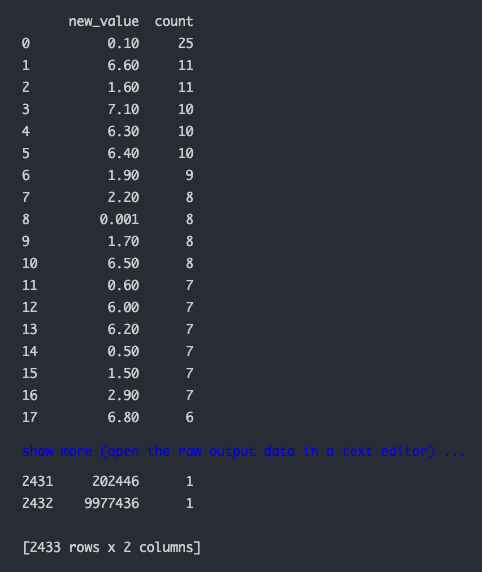 new_value count
0 0.10 25
1 6.60 11
2 1.60 11
3 7.10 10
4 6.30 10
5 6.40 10
6 1.90 9
7 2.20 8
8 0.001 8
9 1.70 8
10 6.50 8
11 0.60 7
12 6.00 7
13 6.20 7
14 0.50 7
15 1.50 7
16 2.90 7
17 6.80 6
show more (open the raw output data in a text editor) ...
2431 202446 1
2432 9977436 1
[2433 rows x 2 columns]